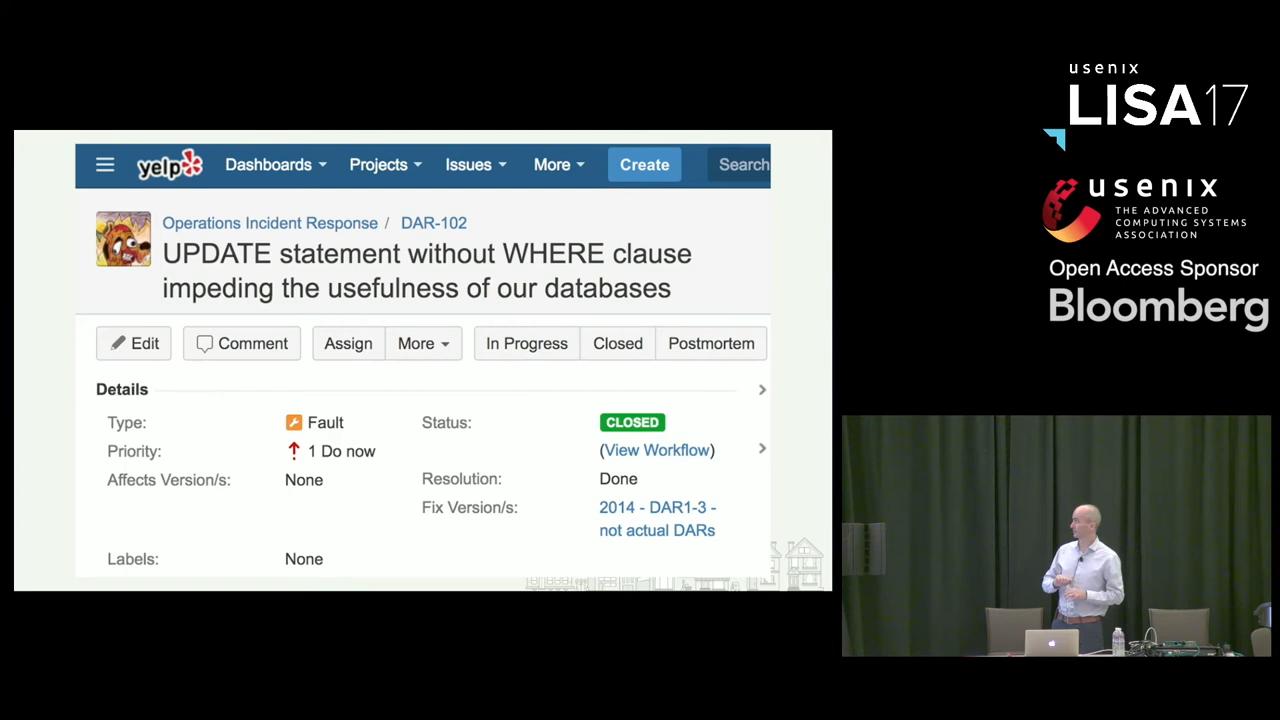 yelp Dashboards Projects Issues More Create Search
Operations Incident Response / DAR-102
UPDATE statement without WHERE clause
impeding the usefulness of our databases
Edit Comment Assign More In Progress Closed Postmortem
Details
Type: Fault Status: CLOSED
Priority: 1 Do now (View Workflow)
Affects Version/s: None Resolution: Done
Fix Version/s: 2014 - DAR1-3 -
not actual DARs
Labels: None
usenix
LISA17
usenix
THE ADVANCED
COMPUTING SYSTEMS
ASSOCIATION
Open Access Sponsor
Bloomberg